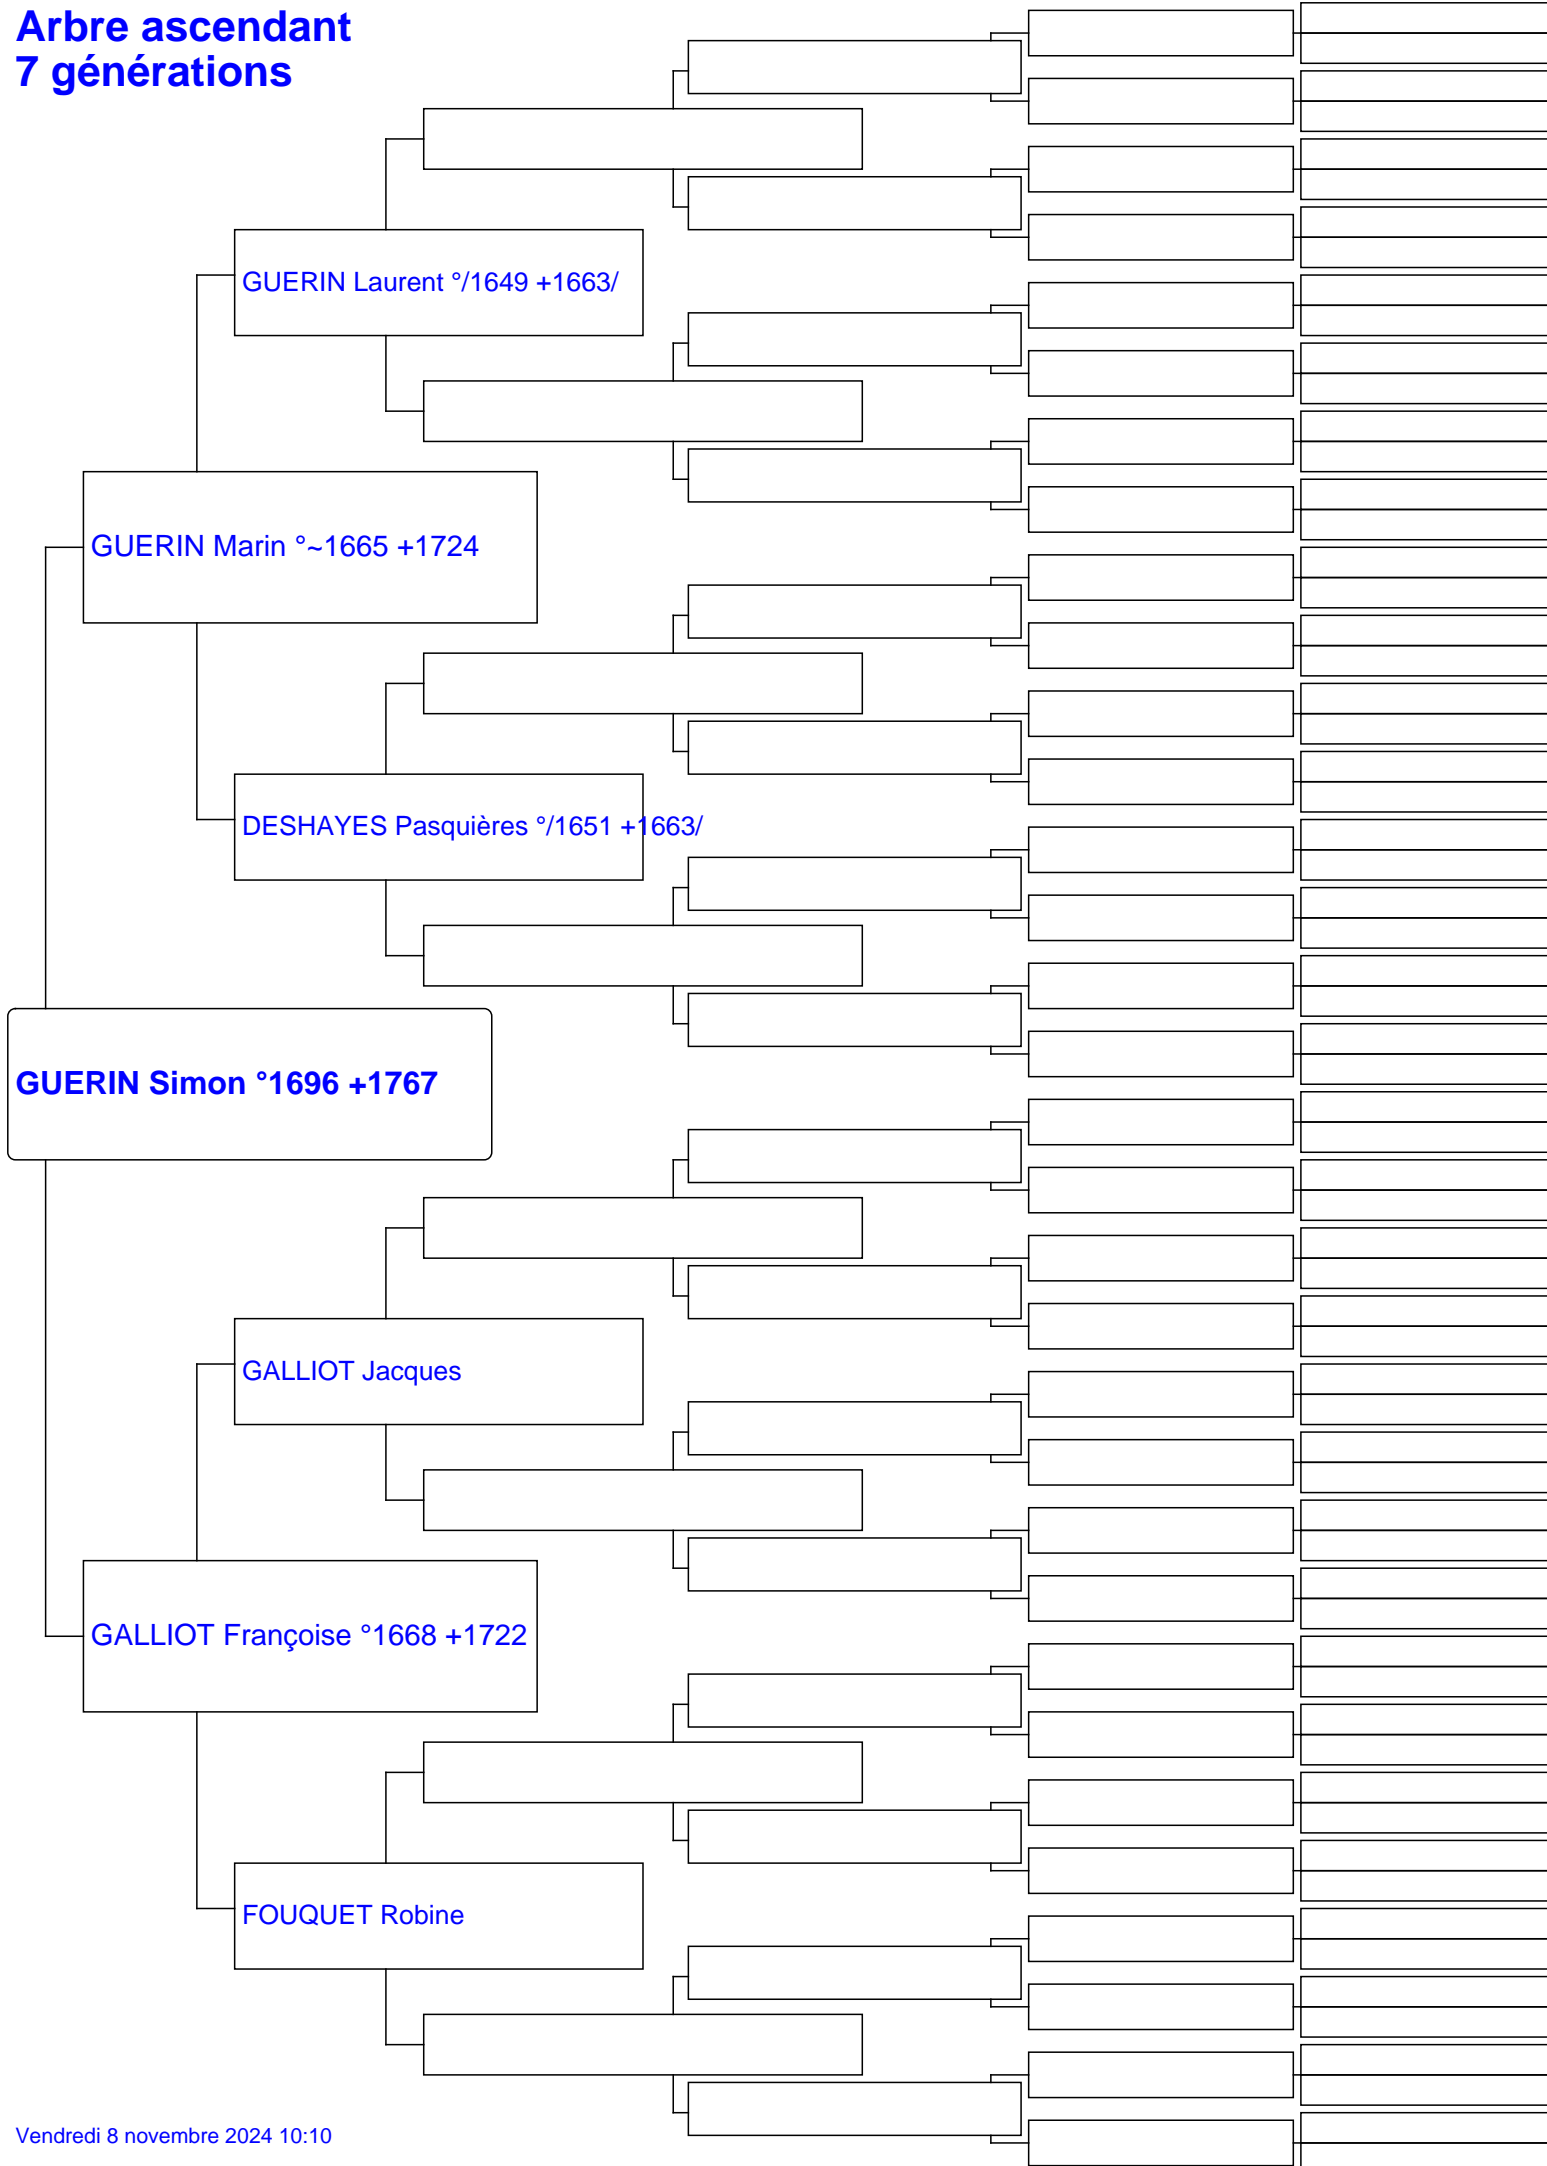 Arbre ascendant
7 générations
GUERIN Laurent °/1649 +1663/
GUERIN Marin °~1665 +1724
DESHAYES Pasquières °/1651 +1663/
GUERIN Simon °1696 +1767
GALLIOT Jacques
GALLIOT Françoise °1668 +1722
FOUQUET Robine
Vendredi 8 novembre 2024 10:10